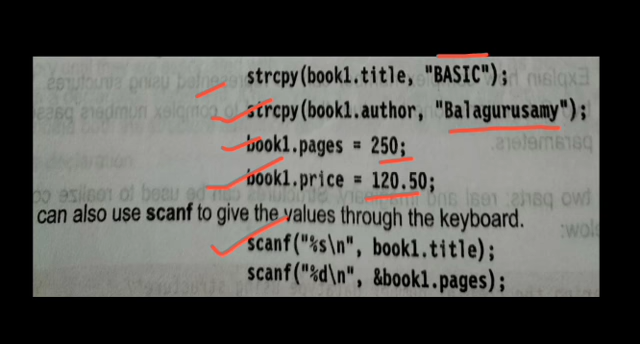 strcpy(book1.title, "BASIC");
strcpy(book1.author, "Balagurusamy");
book1.pages = 250;
book1.price = 120.50;
can also use scanf to give the values through the keyboard.
scanf("%s\n", book1.title);
scanf("%d\n", &book1.pages);